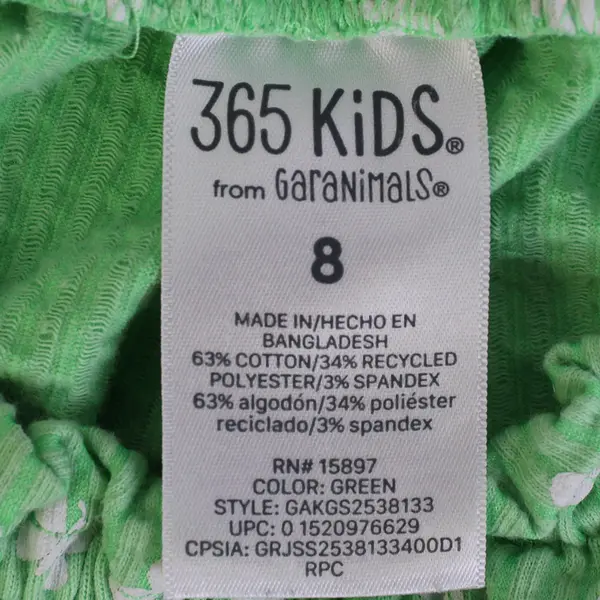 365 KiDS®
from GaRaNiMaLS®
8
MADE IN/HECHO EN
BANGLADESH
63% COTTON/34% RECYCLED
POLYESTER/3% SPANDEX
63% algodón/34% poliéster
reciclado/3% spandex
RN# 15897
COLOR: GREEN
STYLE: GAKGS2538133
UPC: 0 1520976629
CPSIA: GRJSS2538133400D1
RPC